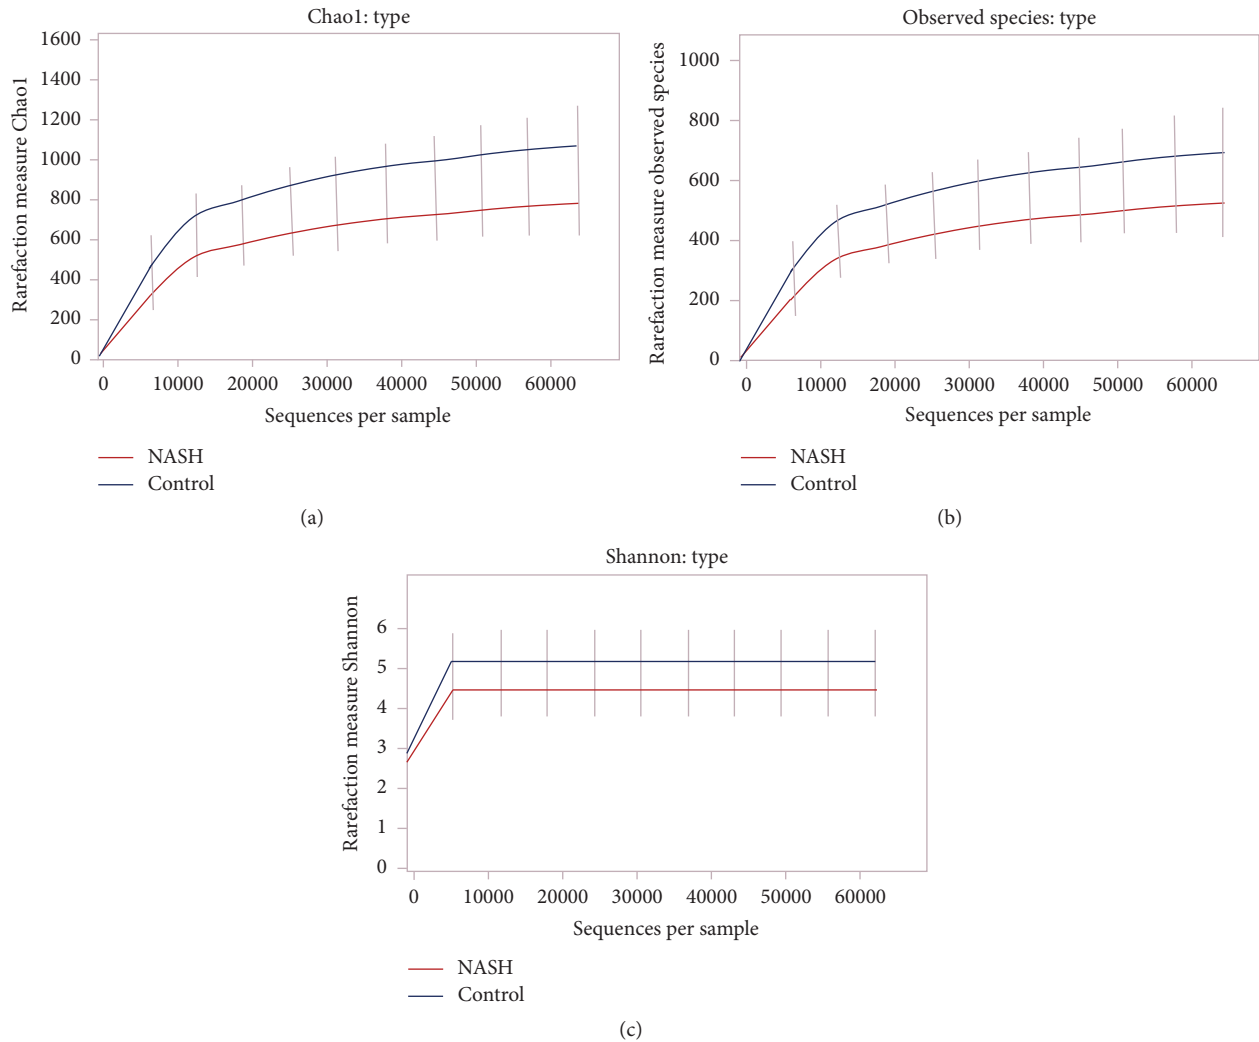 Chao1: type
Rarefaction measure Chao1
1600
1400
1200
1000
800
600
400
200
0
0 10000 20000 30000 40000 50000 60000
Sequences per sample
NASH
Control
(a)
Observed species: type
Rarefaction measure observed species
1000
800
600
400
200
0
0 10000 20000 30000 40000 50000 60000
Sequences per sample
NASH
Control
(b)
Shannon: type
Rarefaction measure Shannon
6
5
4
3
2
1
0
0 10000 20000 30000 40000 50000 60000
Sequences per sample
NASH
Control
(c)